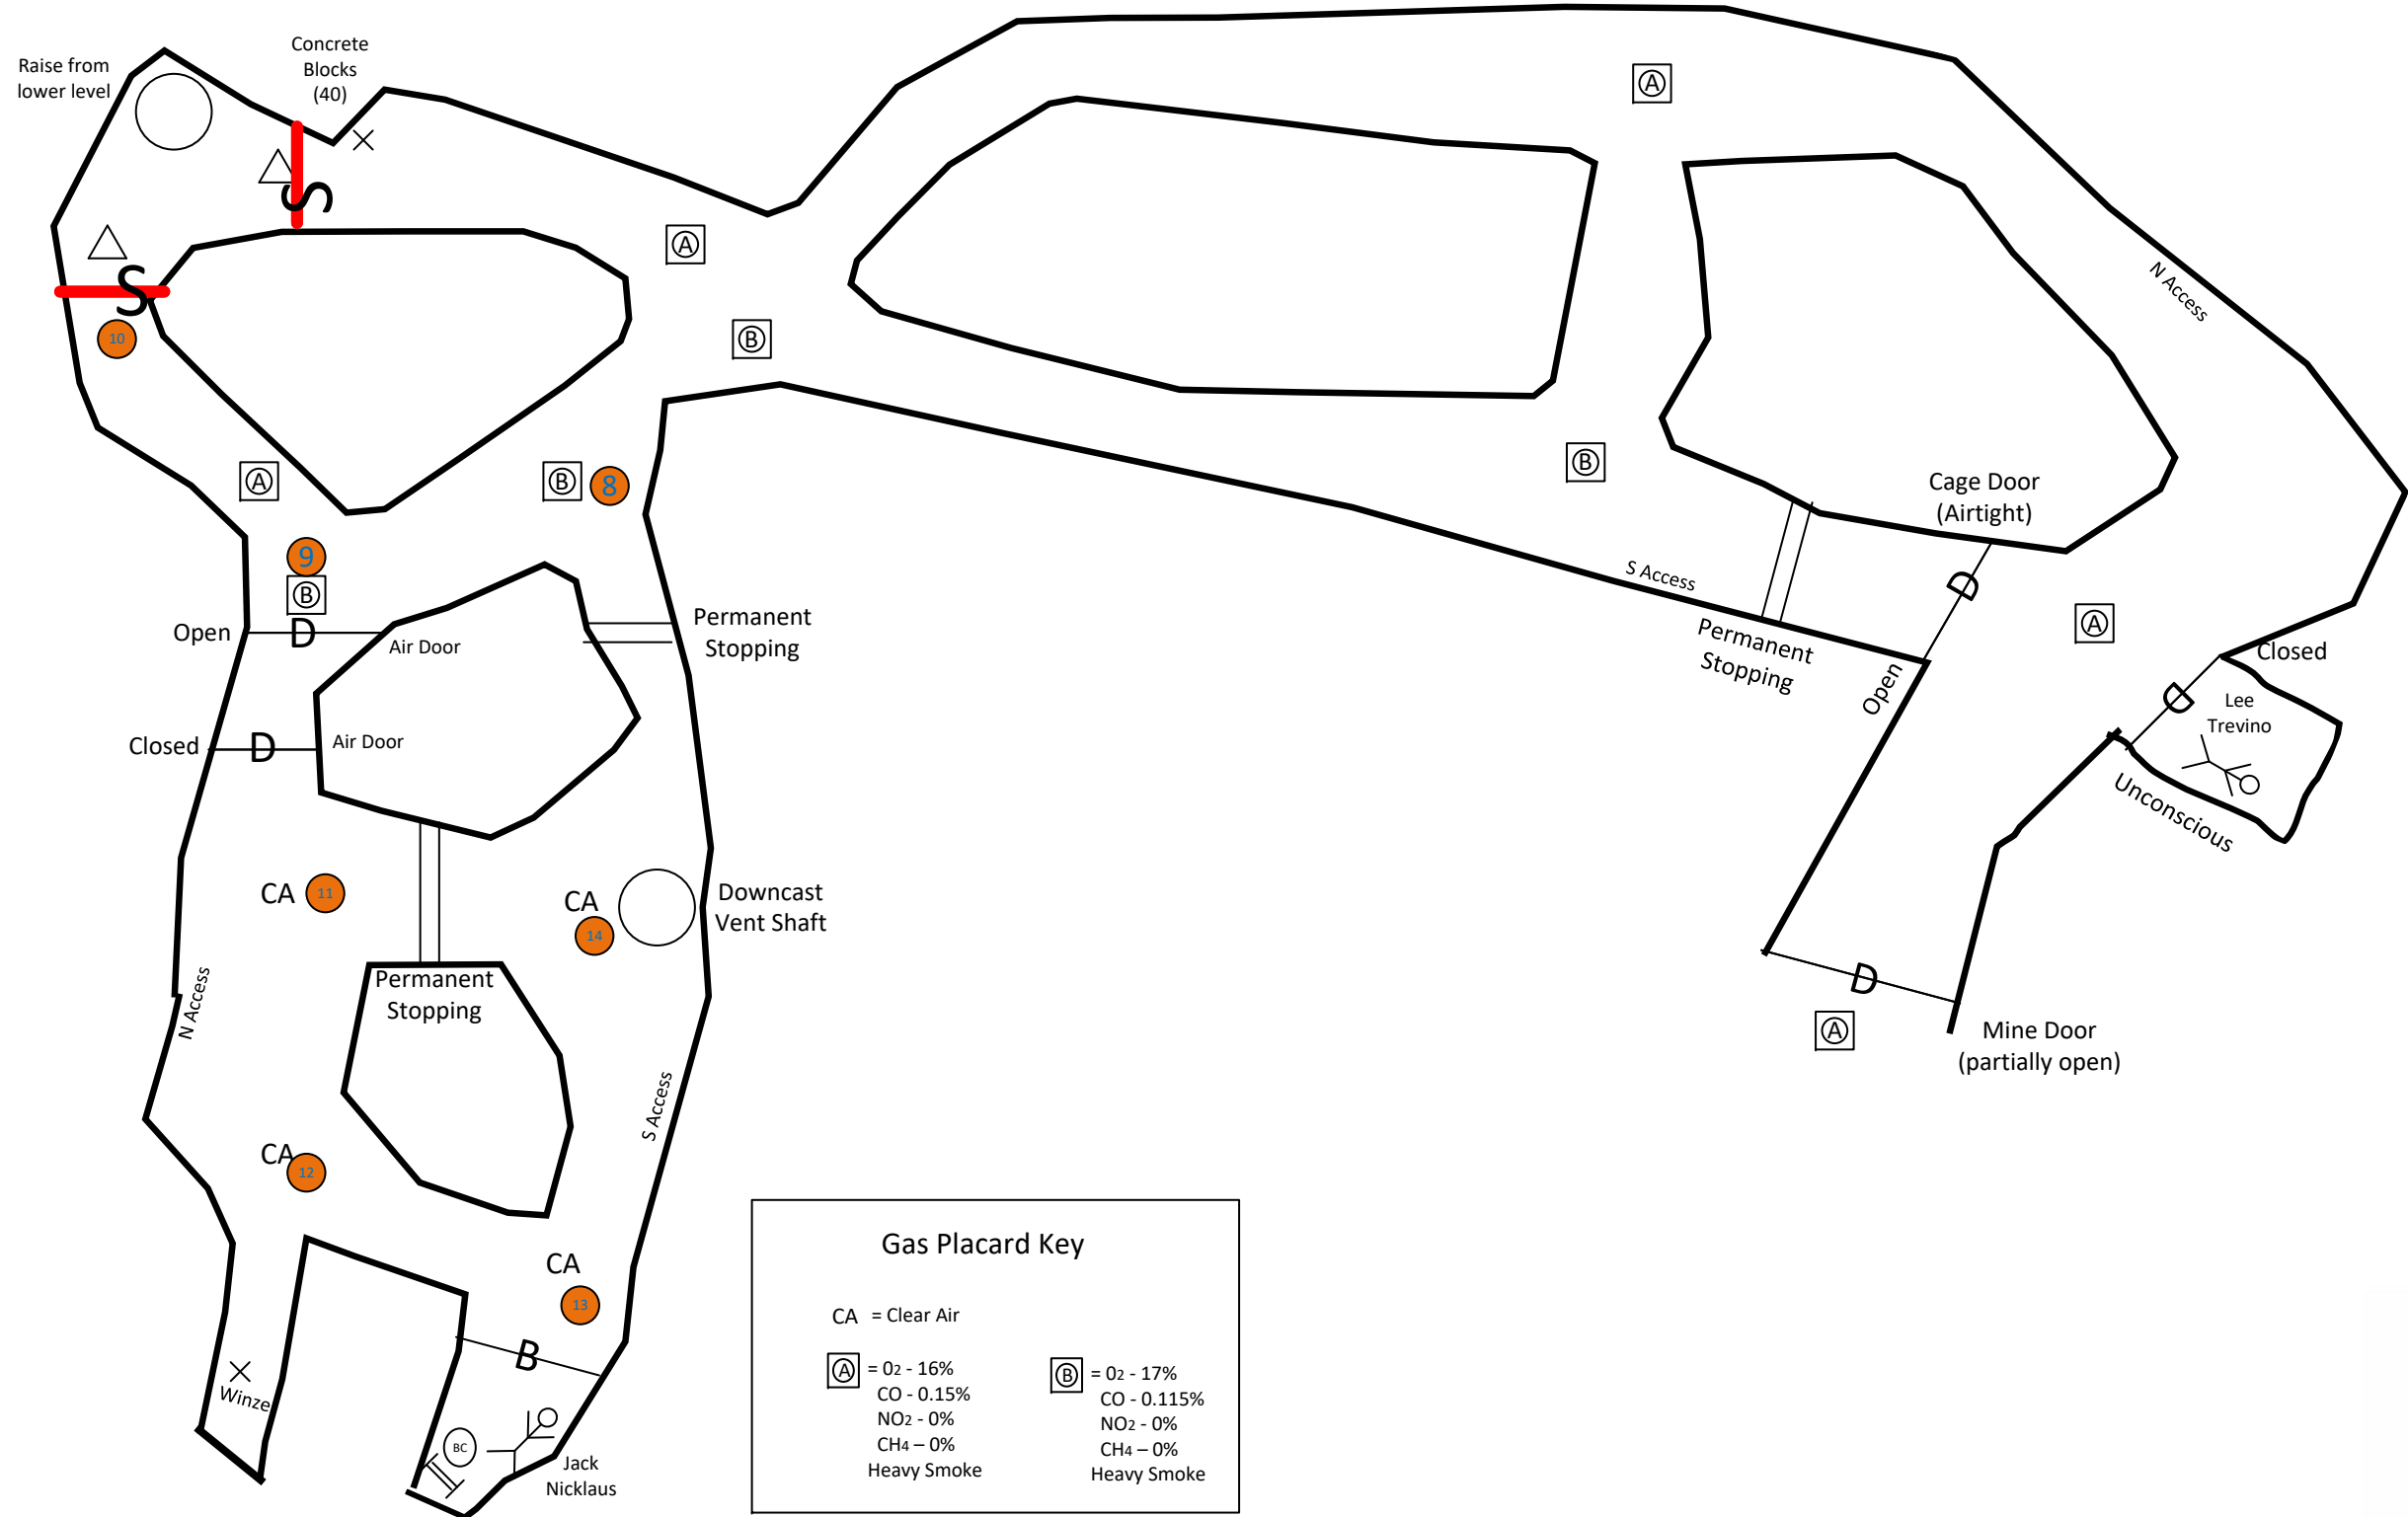 Raise from
lower level
Concrete
Blocks
(40)
S
S
10
A
B
8
9
B
Open
D
Air Door
Permanent
Stopping
Closed
D
Air Door
CA
11
CA
14
Downcast
Vent Shaft
Permanent
Stopping
N Access
S Access
CA
12
CA
13
B
Winze
BC
Jack
Nicklaus
A
B
A
B
N Access
S Access
Permanent
Stopping
Cage Door
(Airtight)
D
Open
A
Closed
D
Lee
Trevino
Unconscious
D
A
Mine Door
(partially open)
Gas Placard Key
CA = Clear Air
A = 02 - 16%
CO - 0.15%
NO2 - 0%
CH4 – 0%
Heavy Smoke
B = 02 - 17%
CO - 0.115%
NO2 - 0%
CH4 – 0%
Heavy Smoke